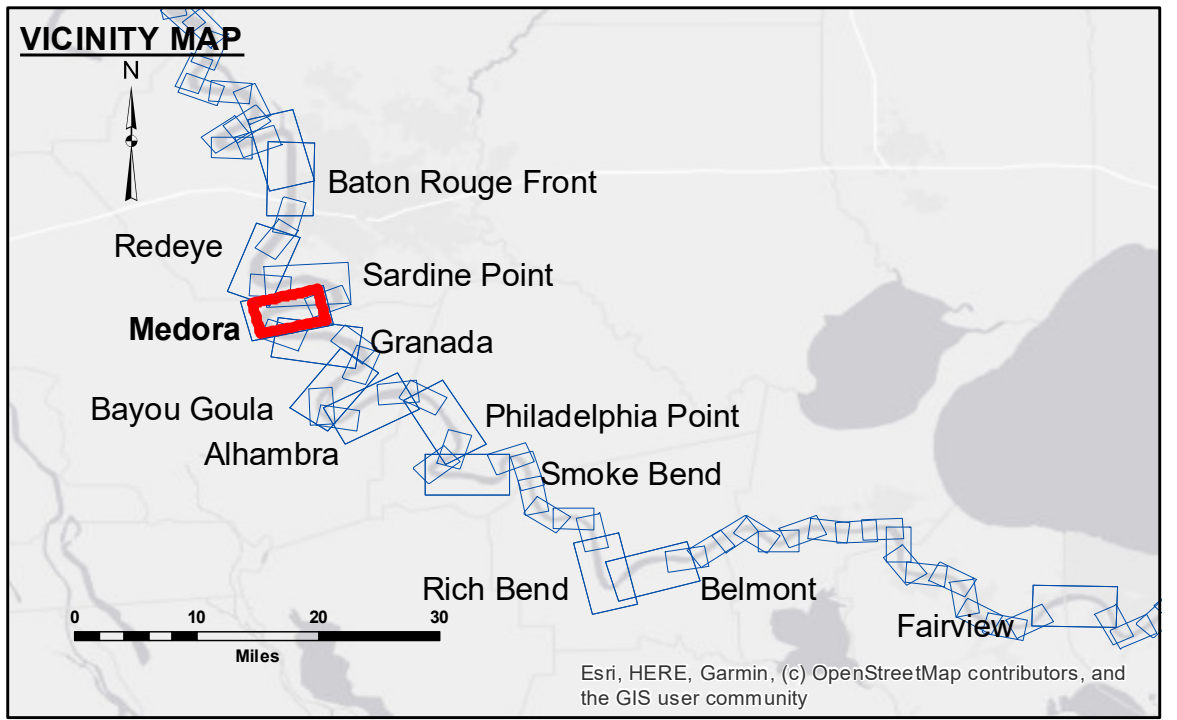 VICINITY MAP
N
Baton Rouge Front
Redeye
Sardine Point
Medora
Granada
Bayou Goula
Philadelphia Point
Alhambra
Smoke Bend
Rich Bend
Belmont
Fairview
0 10 20 30
Miles
Esri, HERE, Garmin, (c) OpenStreetMap contributors, and
the GIS user community